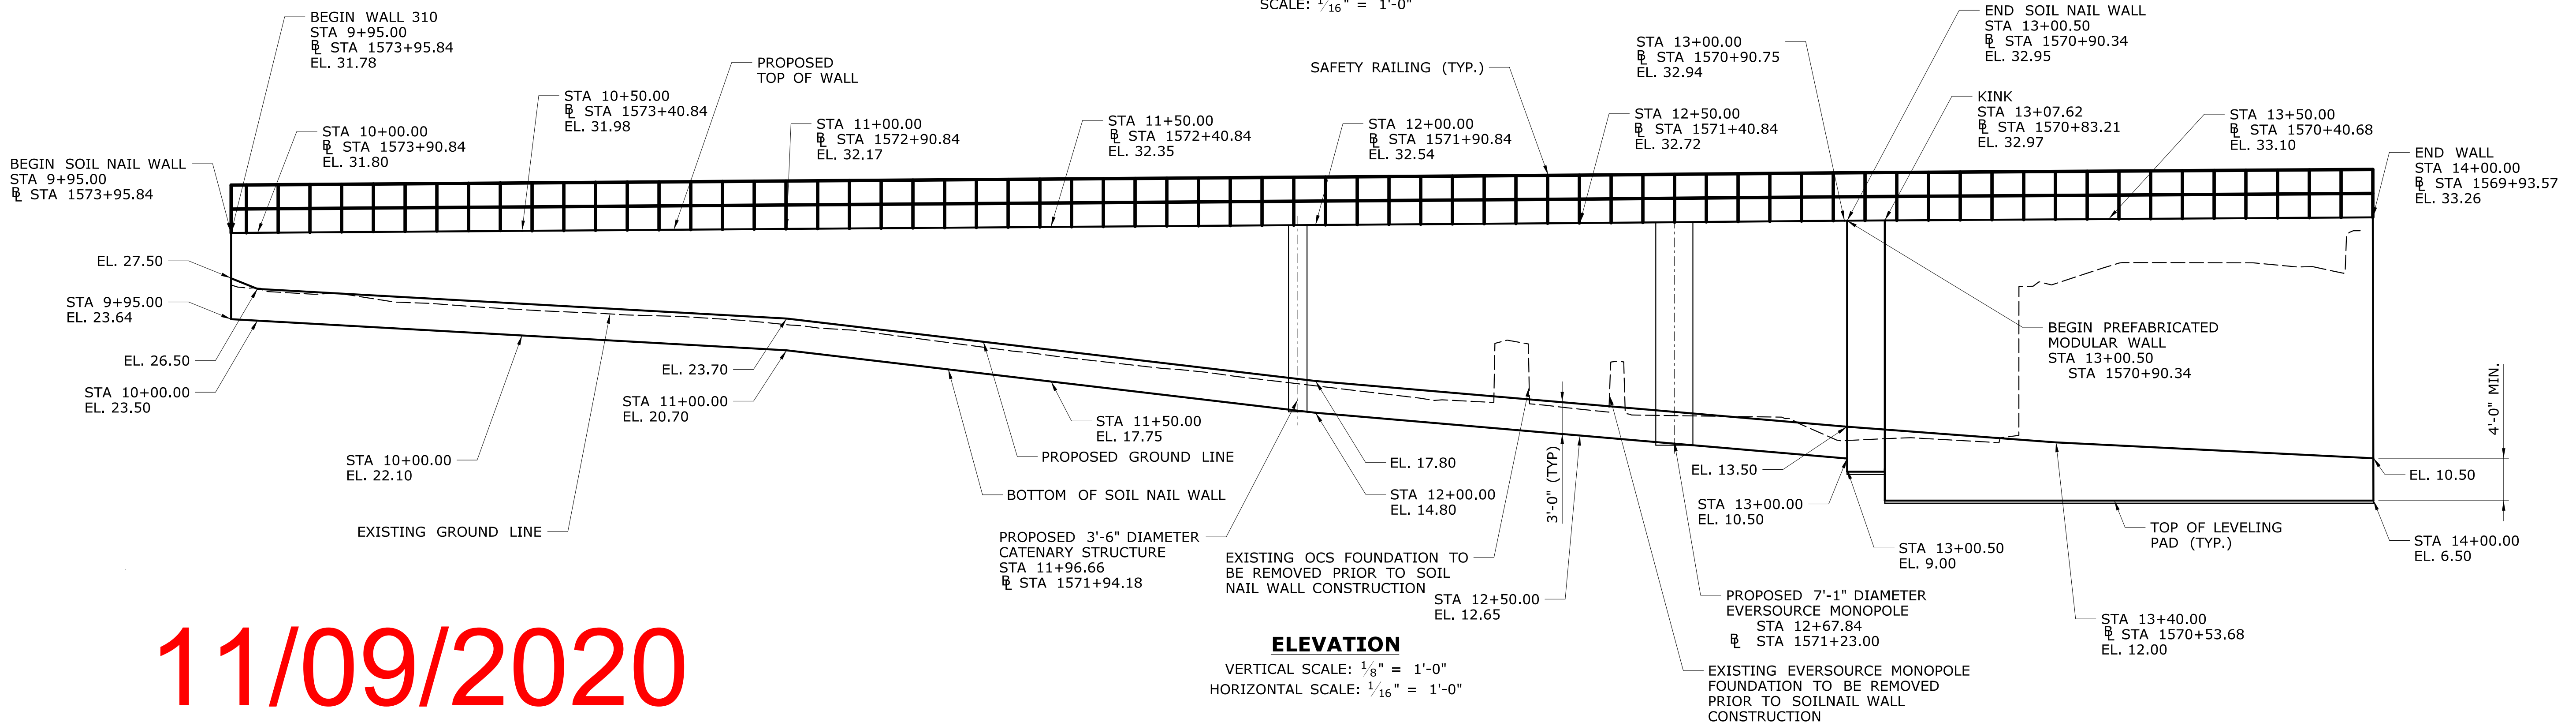 SCALE: 1/16" = 1'-0"
BEGIN WALL 310
STA 9+95.00
BL STA 1573+95.84
EL. 31.78
END SOIL NAIL WALL
STA 13+00.50
BL STA 1570+90.34
EL. 32.95
STA 13+00.00
BL STA 1570+90.75
EL. 32.94
PROPOSED
TOP OF WALL
SAFETY RAILING (TYP.)
STA 10+50.00
BL STA 1573+40.84
EL. 31.98
KINK
STA 13+07.62
BL STA 1570+83.21
EL. 32.97
STA 10+00.00
BL STA 1573+90.84
EL. 31.80
STA 11+00.00
BL STA 1572+90.84
EL. 32.17
STA 11+50.00
BL STA 1572+40.84
EL. 32.35
STA 12+00.00
BL STA 1571+90.84
EL. 32.54
STA 12+50.00
BL STA 1571+40.84
EL. 32.72
STA 13+50.00
BL STA 1570+40.68
EL. 33.10
BEGIN SOIL NAIL WALL
STA 9+95.00
BL STA 1573+95.84
END WALL
STA 14+00.00
BL STA 1569+93.57
EL. 33.26
EL. 27.50
STA 9+95.00
EL. 23.64
EL. 26.50
STA 10+00.00
EL. 23.50
EL. 23.70
STA 11+00.00
EL. 20.70
STA 11+50.00
EL. 17.75
BEGIN PREFABRICATED
MODULAR WALL
STA 13+00.50
STA 1570+90.34
4'-0" MIN.
STA 10+00.00
EL. 22.10
PROPOSED GROUND LINE
EL. 17.80
3'-0" (TYP)
EL. 13.50
EL. 10.50
BOTTOM OF SOIL NAIL WALL
STA 12+00.00
EL. 14.80
STA 13+00.00
EL. 10.50
EXISTING GROUND LINE
PROPOSED 3'-6" DIAMETER
CATENARY STRUCTURE
STA 11+96.66
BL STA 1571+94.18
TOP OF LEVELING
PAD (TYP.)
STA 14+00.00
EL. 6.50
STA 13+00.50
EL. 9.00
EXISTING OCS FOUNDATION TO
BE REMOVED PRIOR TO SOIL
NAIL WALL CONSTRUCTION
STA 12+50.00
EL. 12.65
PROPOSED 7'-1" DIAMETER
EVERSOURCE MONOPOLE
STA 12+67.84
BL STA 1571+23.00
STA 13+40.00
BL STA 1570+53.68
EL. 12.00
EXISTING EVERSOURCE MONOPOLE
FOUNDATION TO BE REMOVED
PRIOR TO SOILNAIL WALL
CONSTRUCTION
ELEVATION
VERTICAL SCALE: 1/8" = 1'-0"
HORIZONTAL SCALE: 1/16" = 1'-0"
11/09/2020